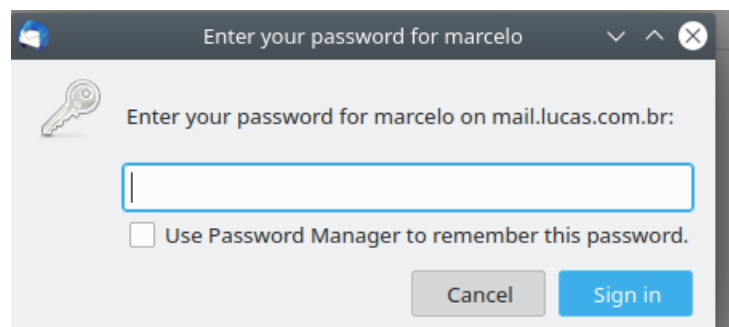 Enter your password for marcelo
Enter your password for marcelo on mail.lucas.com.br:
Use Password Manager to remember this password.
Cancel Sign in